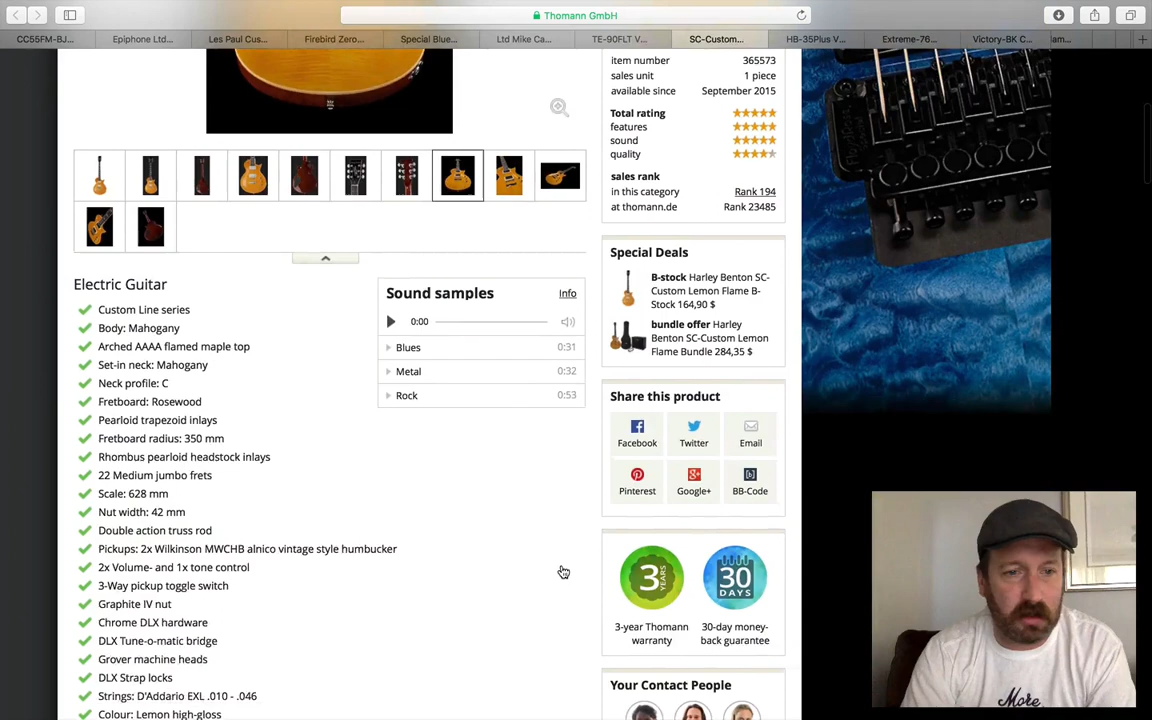 Thomann GmbH
CC55FM-BJ...
Epiphone Ltd...
Les Paul Cus...
Firebird Zero...
Special Blue...
Ltd Mike Ca...
TE-90FLT V...
SC-Custom...
HB-35Plus V...
Extreme-76...
Victory-BK C...
am...
item number 365573
sales unit 1 piece
available since September 2015
Total rating
features
sound
quality
sales rank
in this category Rank 194
at thomann.de Rank 23485
Special Deals
B-stock Harley Benton SC-
Custom Lemon Flame B-
Stock 164,90 $
bundle offer Harley
Benton SC-Custom Lemon
Flame Bundle 284,35 $
Share this product
Facebook
Twitter
Email
Pinterest
Google+
BB-Code
3 YEARS
30 DAYS
3-year Thomann
warranty
30-day money-
back guarantee
Your Contact People
Electric Guitar
Custom Line series
Body: Mahogany
Arched AAAA flamed maple top
Set-in neck: Mahogany
Neck profile: C
Fretboard: Rosewood
Pearloid trapezoid inlays
Fretboard radius: 350 mm
Rhombus pearloid headstock inlays
22 Medium jumbo frets
Scale: 628 mm
Nut width: 42 mm
Double action truss rod
Pickups: 2x Wilkinson MWCHB alnico vintage style humbucker
2x Volume- and 1x tone control
3-Way pickup toggle switch
Graphite IV nut
Chrome DLX hardware
DLX Tune-o-matic bridge
Grover machine heads
DLX Strap locks
Strings: D'Addario EXL .010 - .046
Colour: Lemon high-gloss
Sound samples Info
0:00
Blues 0:31
Metal 0:32
Rock 0:53
More